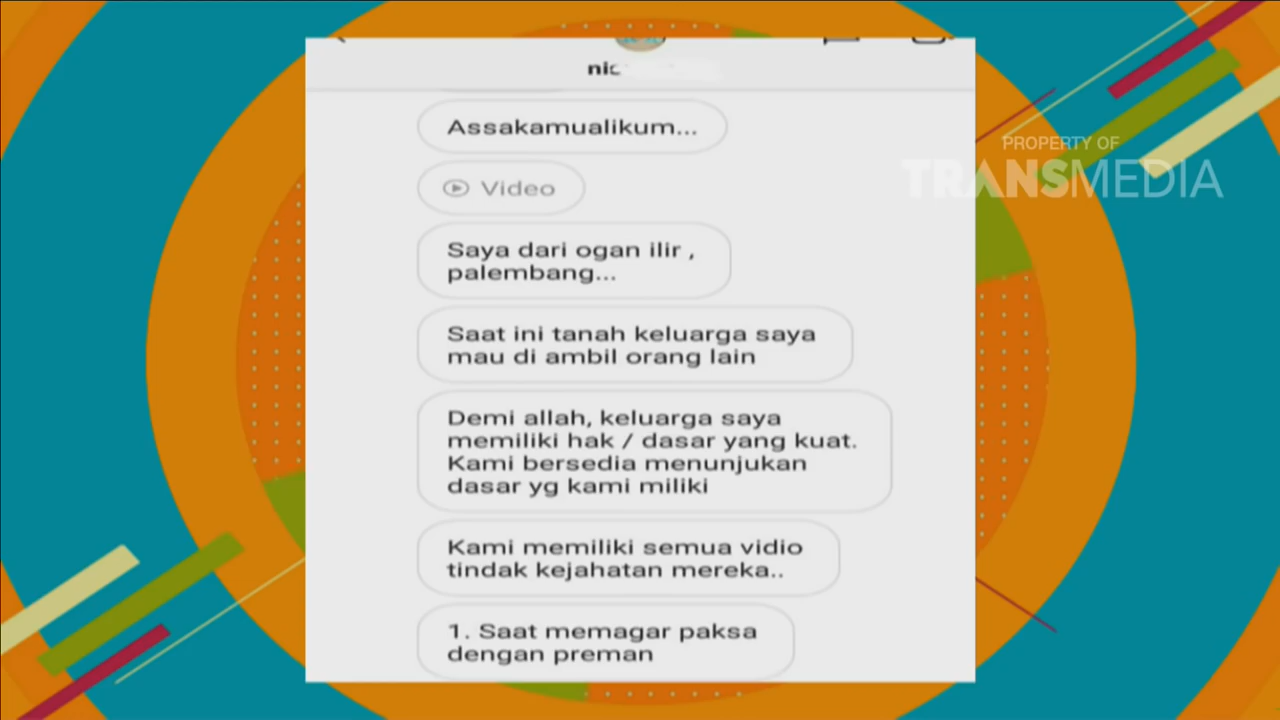 nic
PROPERTY OF
TRANSMEDIA
Assakamualikum...
Video
Saya dari ogan ilir ,
palembang...
Saat ini tanah keluarga saya
mau di ambil orang lain
Demi allah, keluarga saya
memiliki hak / dasar yang kuat.
Kami bersedia menunjukan
dasar yg kami miliki
Kami memiliki semua vidio
tindak kejahatan mereka..
1. Saat memagar paksa
dengan preman